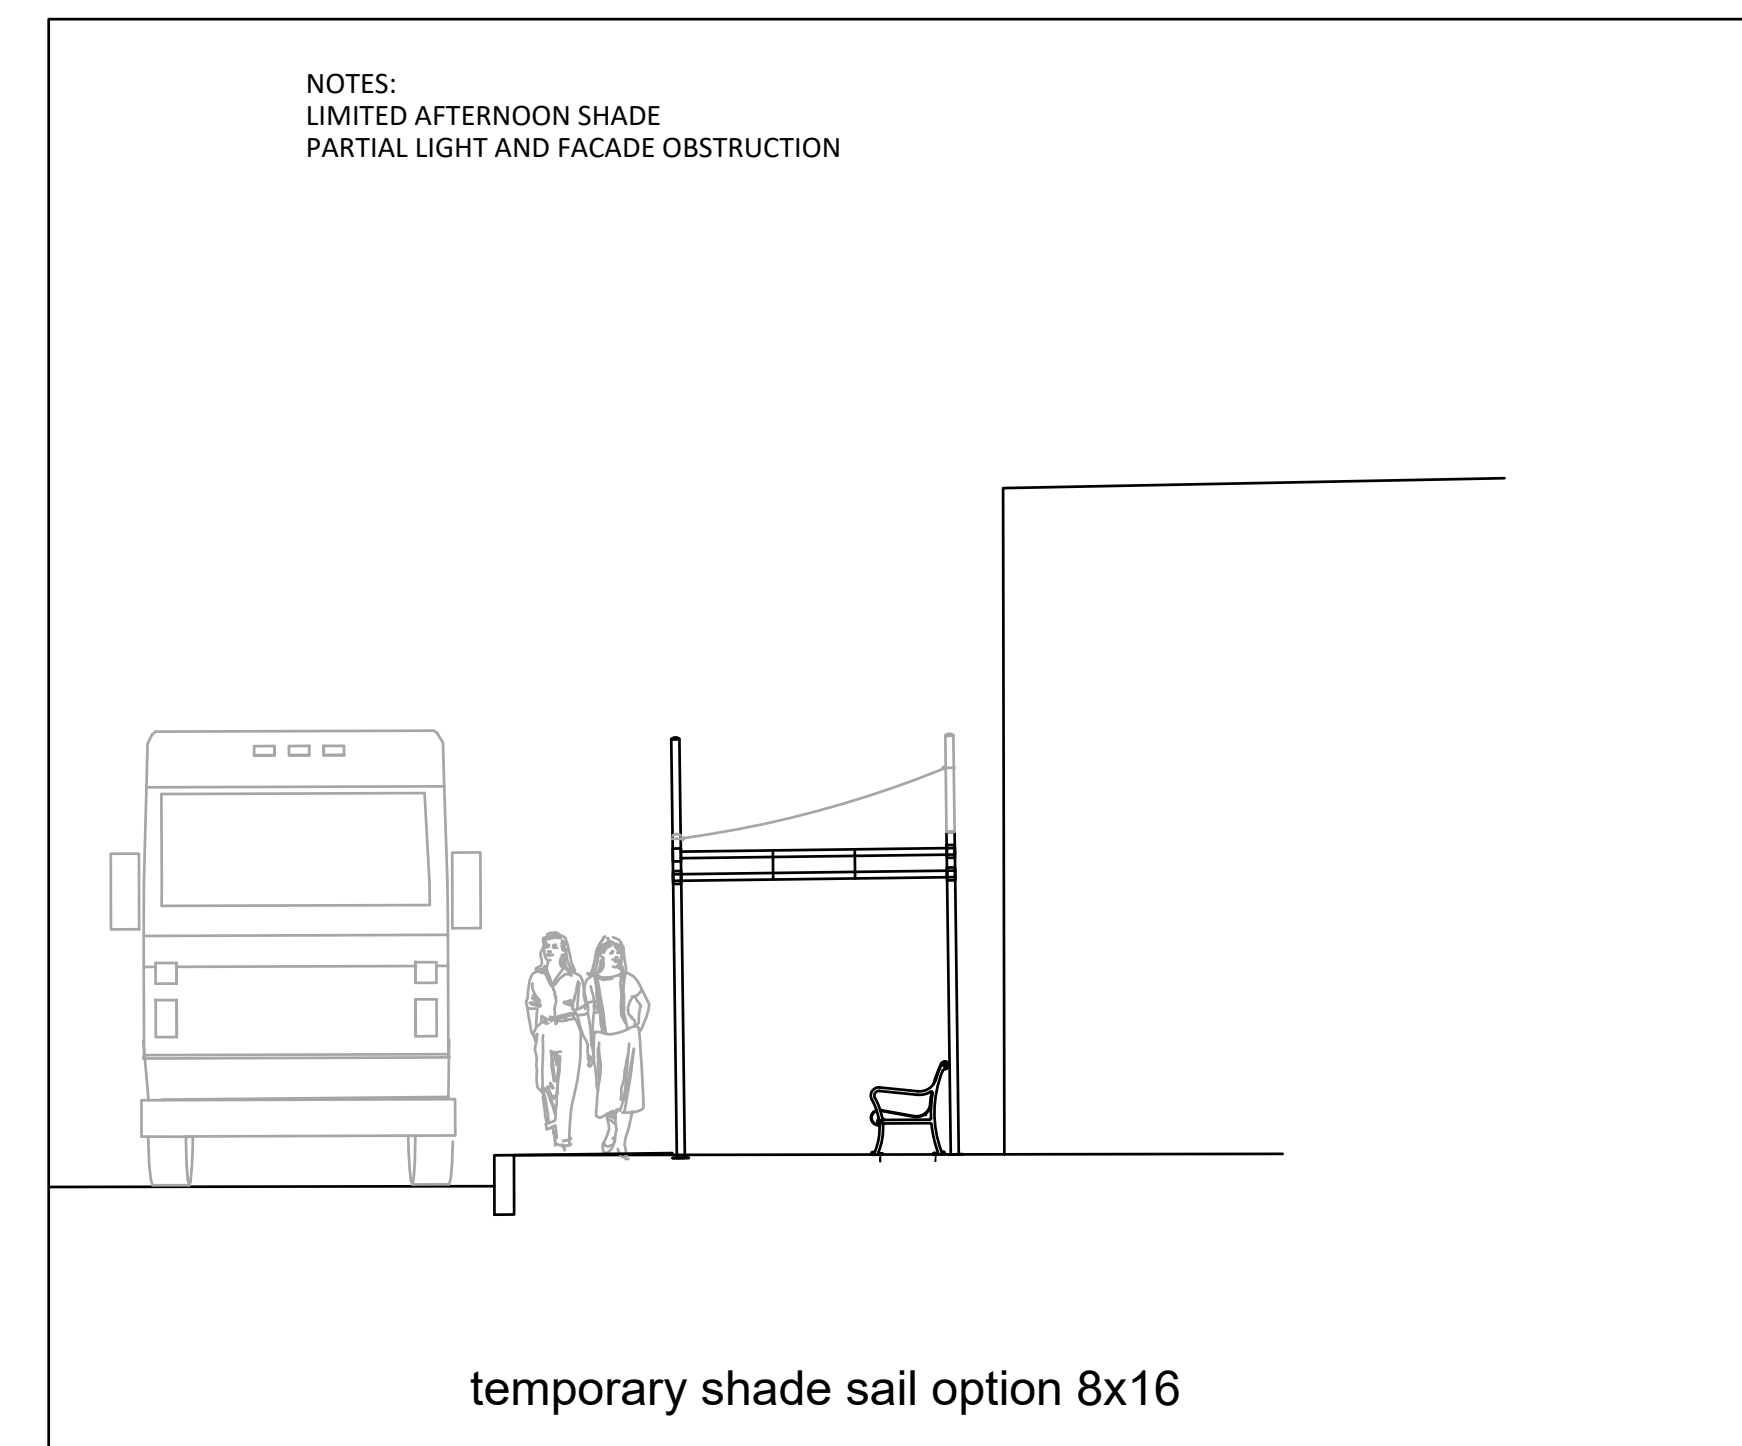 NOTES:
LIMITED AFTERNOON SHADE
PARTIAL LIGHT AND FACADE OBSTRUCTION
temporary shade sail option 8x16